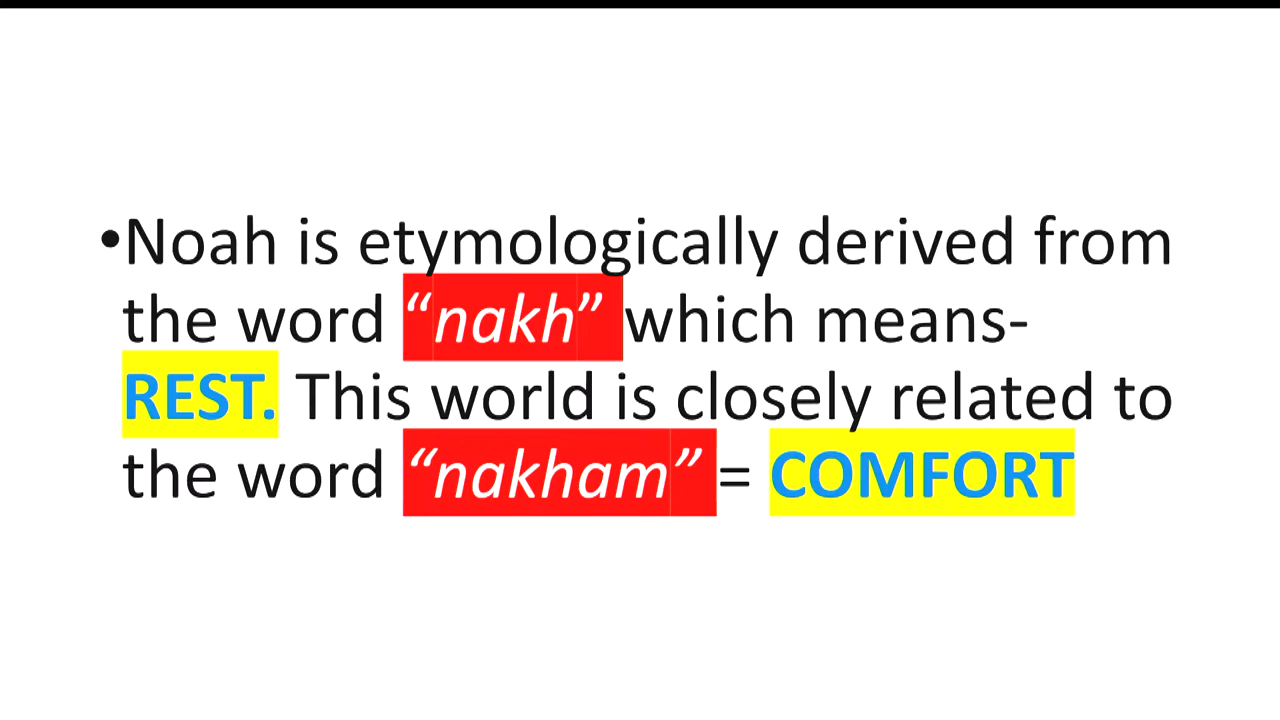 •Noah is etymologically derived from
the word “nakh” which means-
REST. This world is closely related to
the word “nakham” = COMFORT